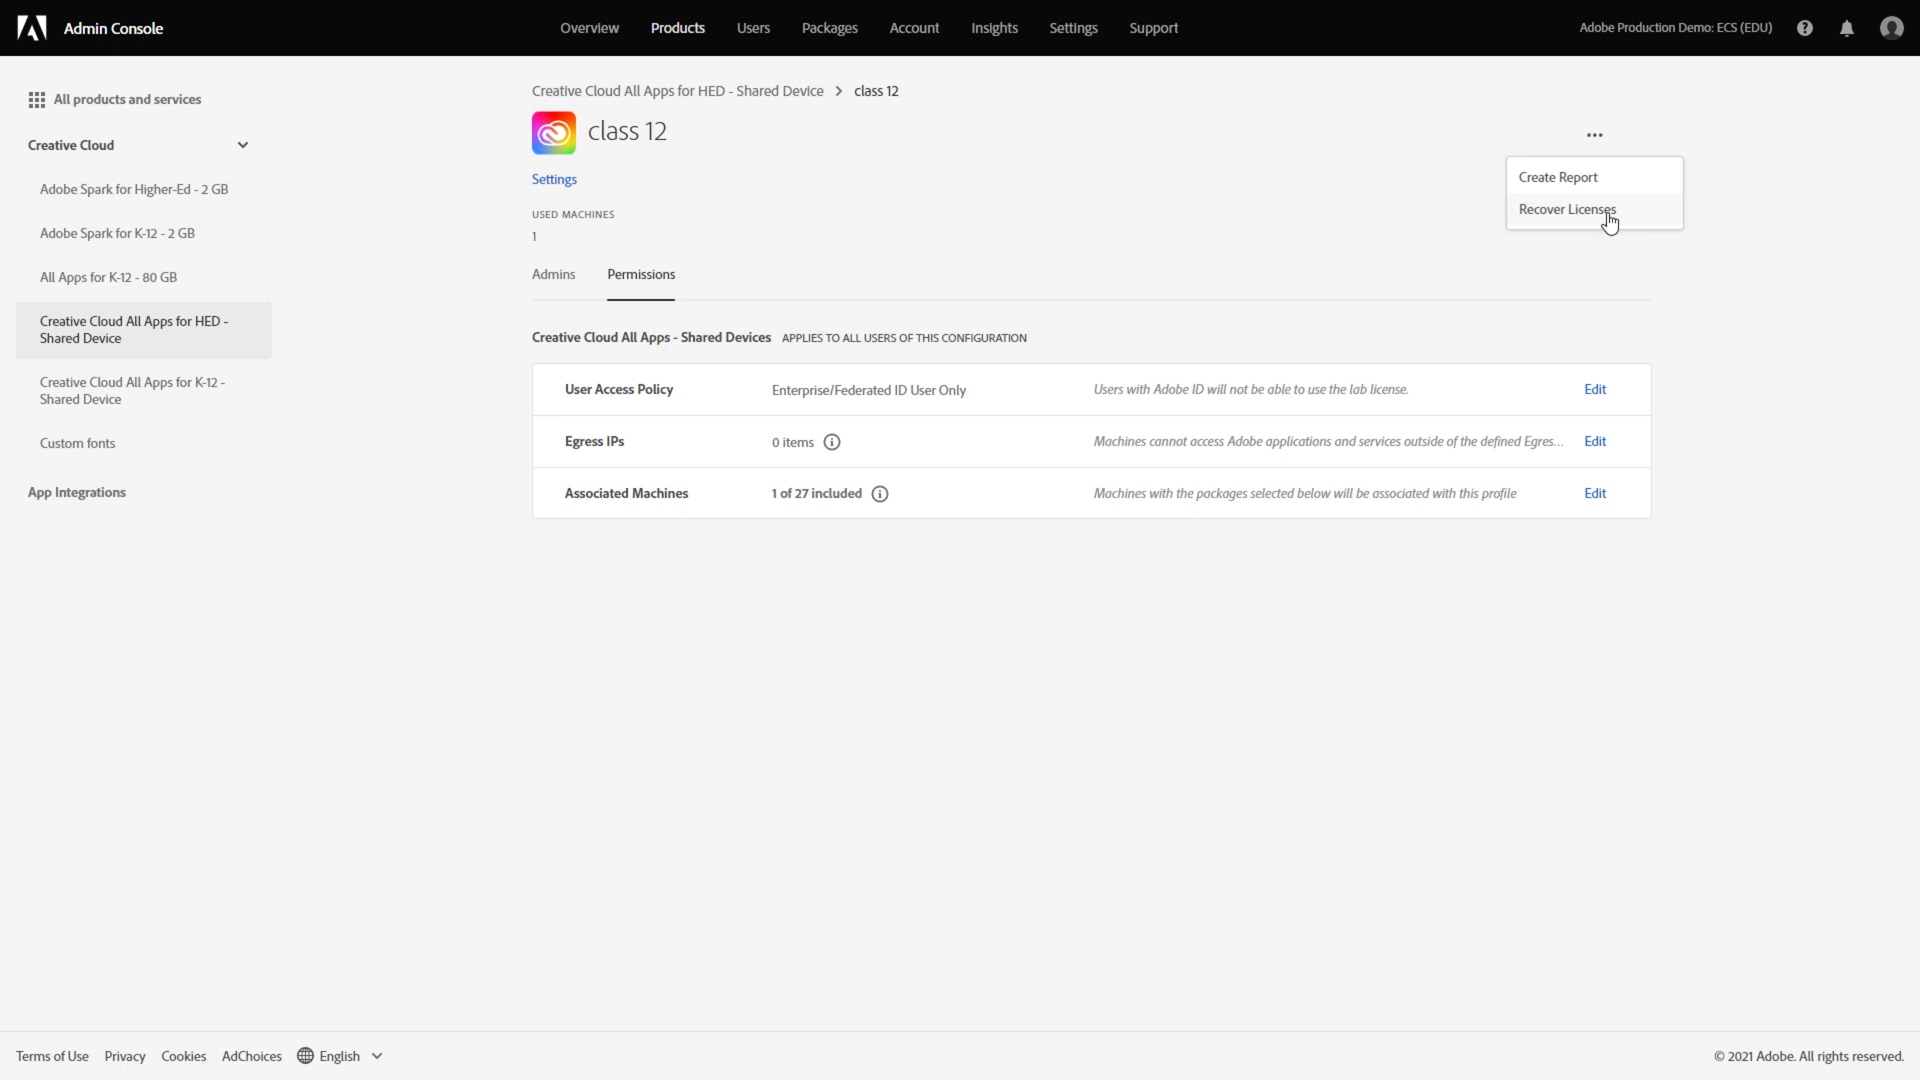 Admin Console
Overview
Products
Users
Packages
Account
Insights
Settings
Support
Adobe Production Demo: ECS (EDU)
All products and services
Creative Cloud
Adobe Spark for Higher-Ed - 2 GB
Adobe Spark for K-12 - 2 GB
All Apps for K-12 - 80 GB
Creative Cloud All Apps for HED -
Shared Device
Creative Cloud All Apps for K-12 -
Shared Device
Custom fonts
App Integrations
Creative Cloud All Apps for HED - Shared Device > class 12
class 12
Settings
Create Report
Recover Licenses
USED MACHINES
1
Admins
Permissions
Creative Cloud All Apps - Shared Devices APPLIES TO ALL USERS OF THIS CONFIGURATION
User Access Policy Enterprise/Federated ID User Only Users with Adobe ID will not be able to use the lab license. Edit
Egress IPs 0 items Machines cannot access Adobe applications and services outside of the defined Egres... Edit
Associated Machines 1 of 27 included Machines with the packages selected below will be associated with this profile Edit
Terms of Use Privacy Cookies AdChoices English
© 2021 Adobe. All rights reserved.